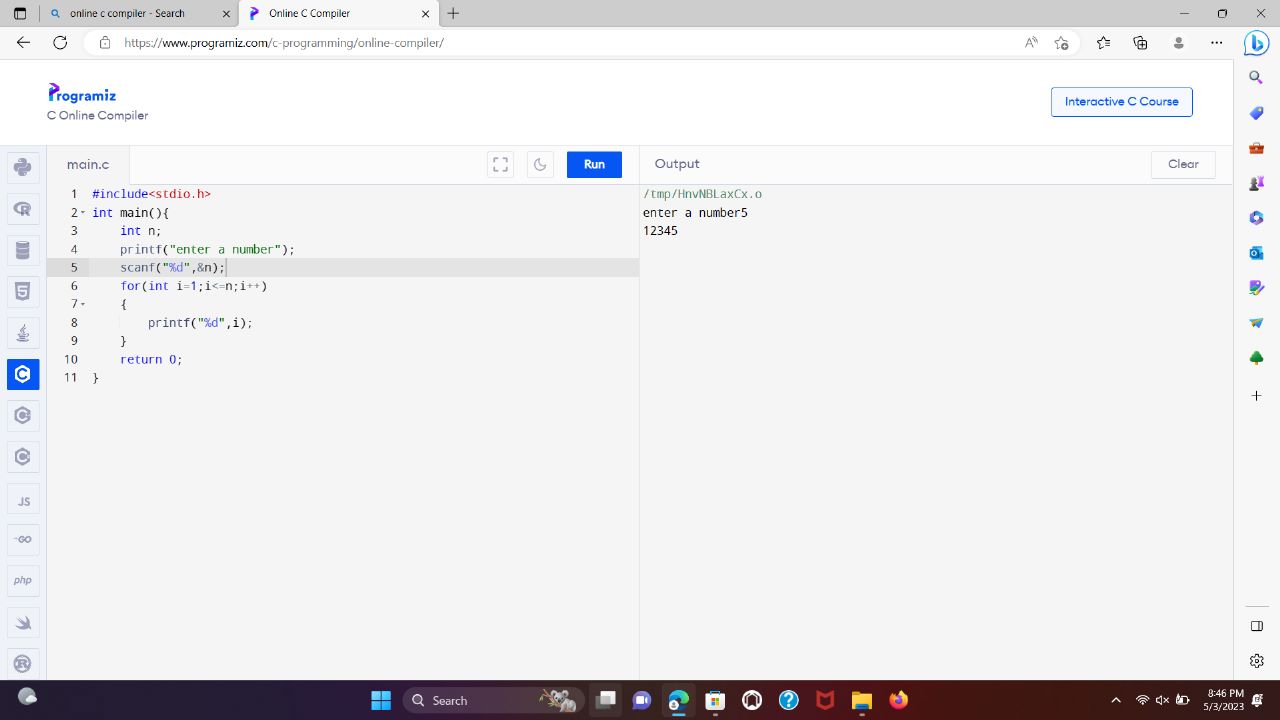 online c compiler - Search
Online C Compiler
https://www.programiz.com/c-programming/online-compiler/
Programiz
C Online Compiler
Interactive C Course
main.c
Run
Output
Clear
1 #include<stdio.h>
2 int main(){
3 int n;
4 printf("enter a number");
5 scanf("%d",&n);
6 for(int i=1;i<=n;i++)
7 {
8 printf("%d",i);
9 }
10 return 0;
11 }
/tmp/HnvNBLaxCx.o
enter a number5
12345
JS
GO
php
Search
8:46 PM
5/3/2023